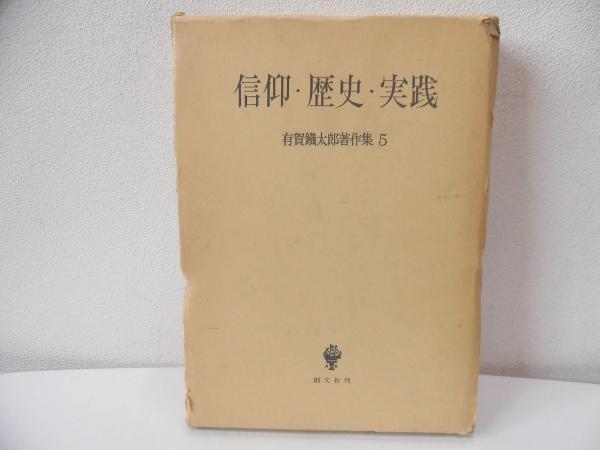 信仰・歴史・実践
有賀鐵太郎著作集 5
創文社刊